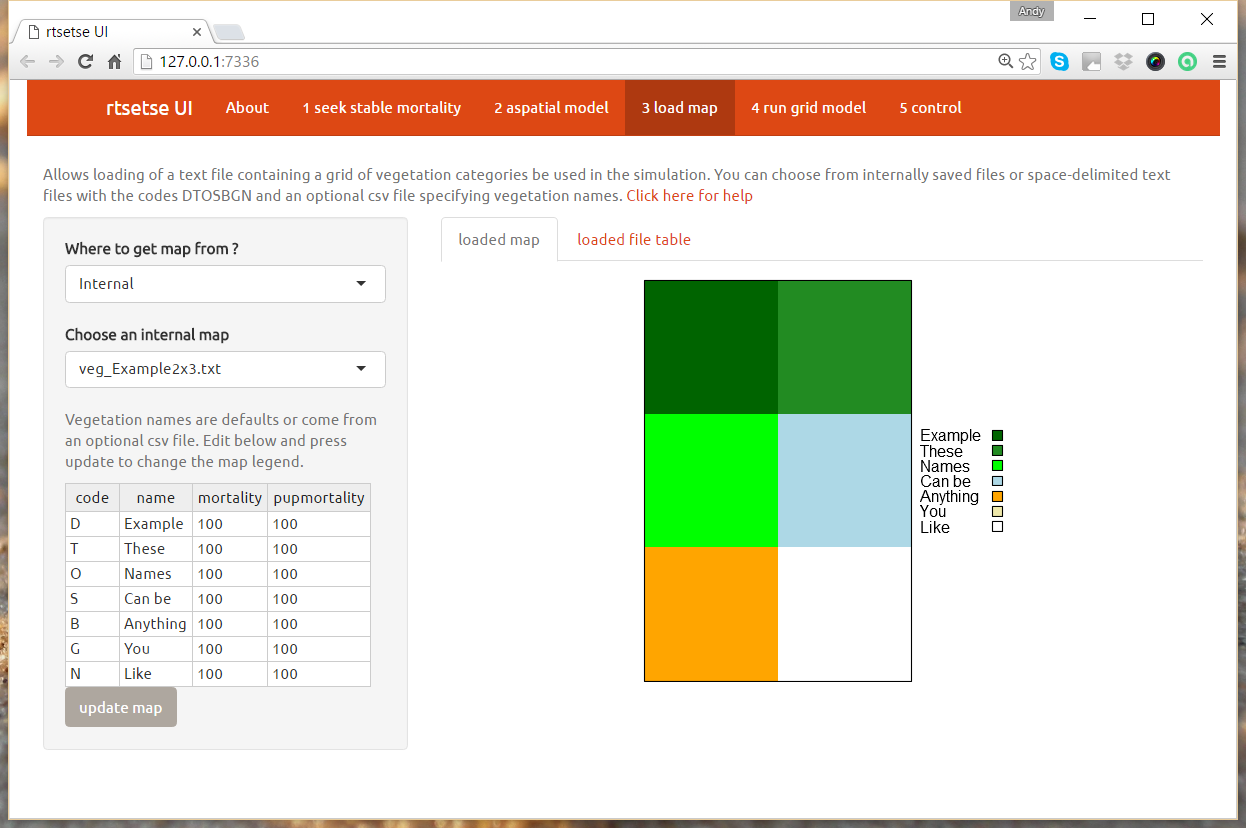 Andy
rtsetse UI
127.0.0.1:7336
rtsetse UI About 1 seek stable mortality 2 aspatial model 3 load map 4 run grid model 5 control
Allows loading of a text file containing a grid of vegetation categories be used in the simulation. You can choose from internally saved files or space-delimited text
files with the codes DTOSBGN and an optional csv file specifying vegetation names. Click here for help
Where to get map from ?
Internal
Choose an internal map
veg_Example2x3.txt
Vegetation names are defaults or come from
an optional csv file. Edit below and press
update to change the map legend.
code name mortality pupmortality
D Example 100 100
T These 100 100
O Names 100 100
S Can be 100 100
B Anything 100 100
G You 100 100
N Like 100 100
update map
loaded map loaded file table
Example
These
Names
Can be
Anything
You
Like